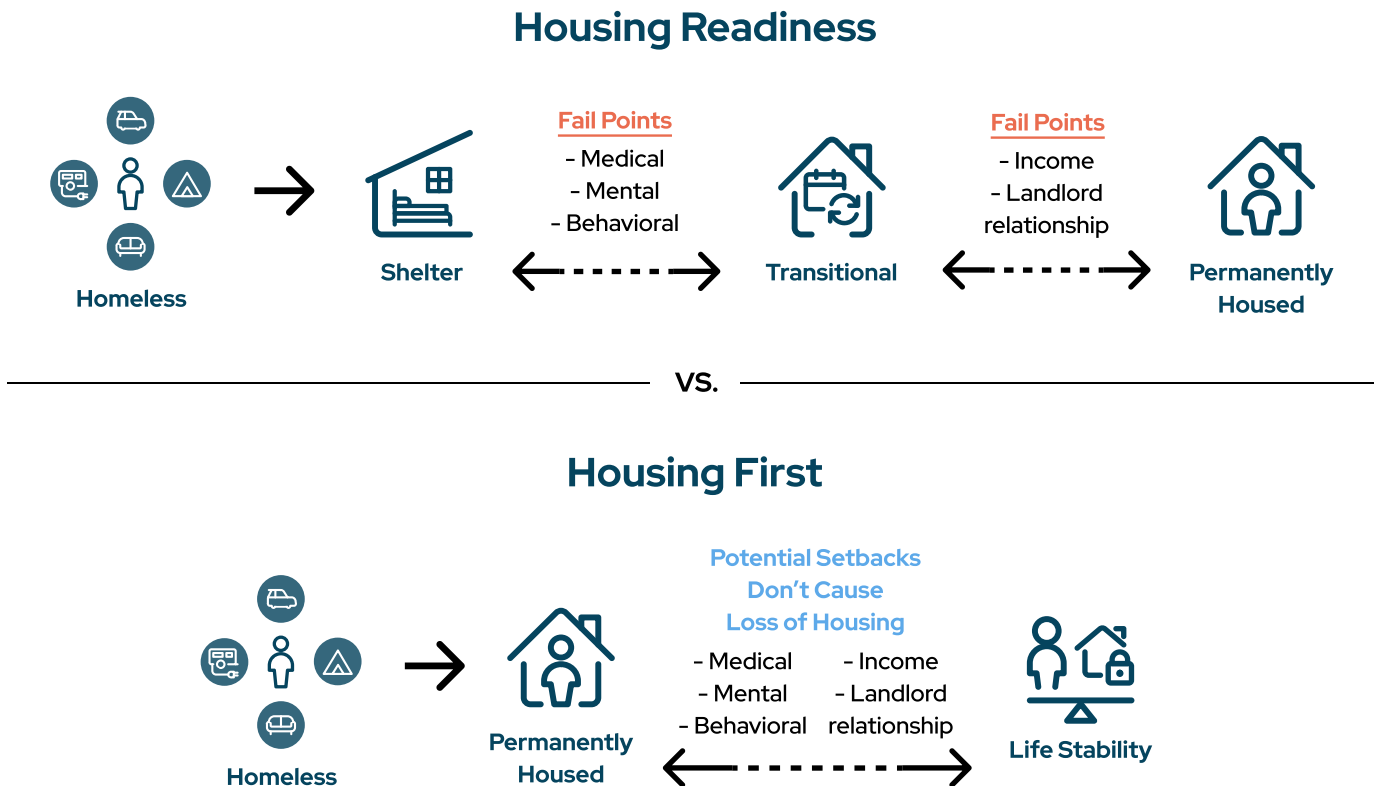 Housing Readiness
Homeless
Shelter
Fail Points
- Medical
- Mental
- Behavioral
Transitional
Fail Points
- Income
- Landlord
relationship
Permanently
Housed
VS.
Housing First
Homeless
Permanently
Housed
Potential Setbacks
Don't Cause
Loss of Housing
- Medical
- Mental
- Behavioral
- Income
- Landlord
relationship
Life Stability